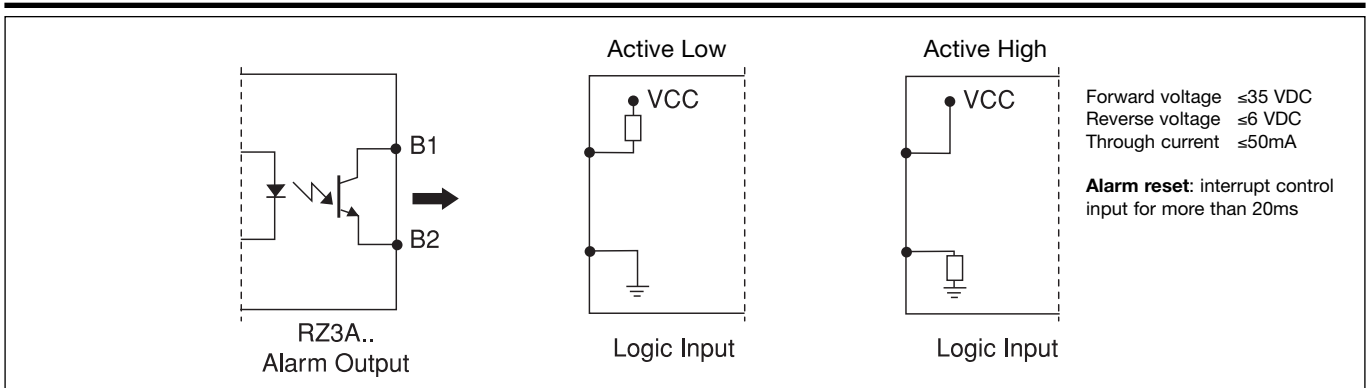 Active Low
Active High
VCC
VCC
B1
B2
RZ3A..
Alarm Output
Logic Input
Logic Input
Forward voltage ≤35 VDC
Reverse voltage ≤6 VDC
Through current ≤50mA
Alarm reset: interrupt control
input for more than 20ms